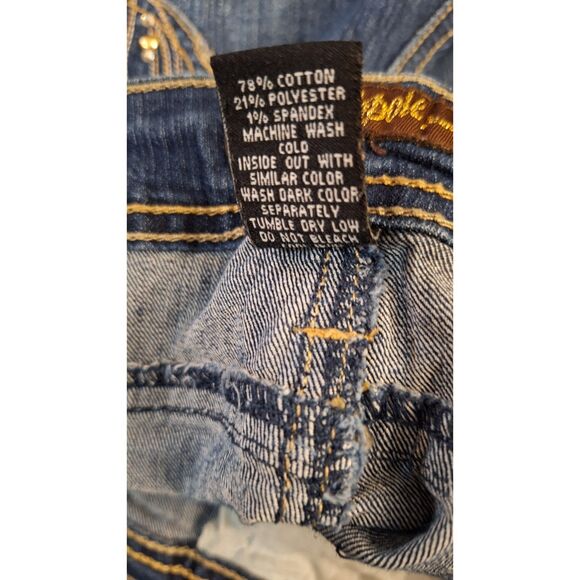 78% COTTON
21% POLYESTER
1% SPANDEX
MACHINE WASH
COLD
INSIDE OUT WITH
SIMILAR COLOR
WASH DARK COLOR
SEPARATELY
TUMBLE DRY LOW
DO NOT BLEACH